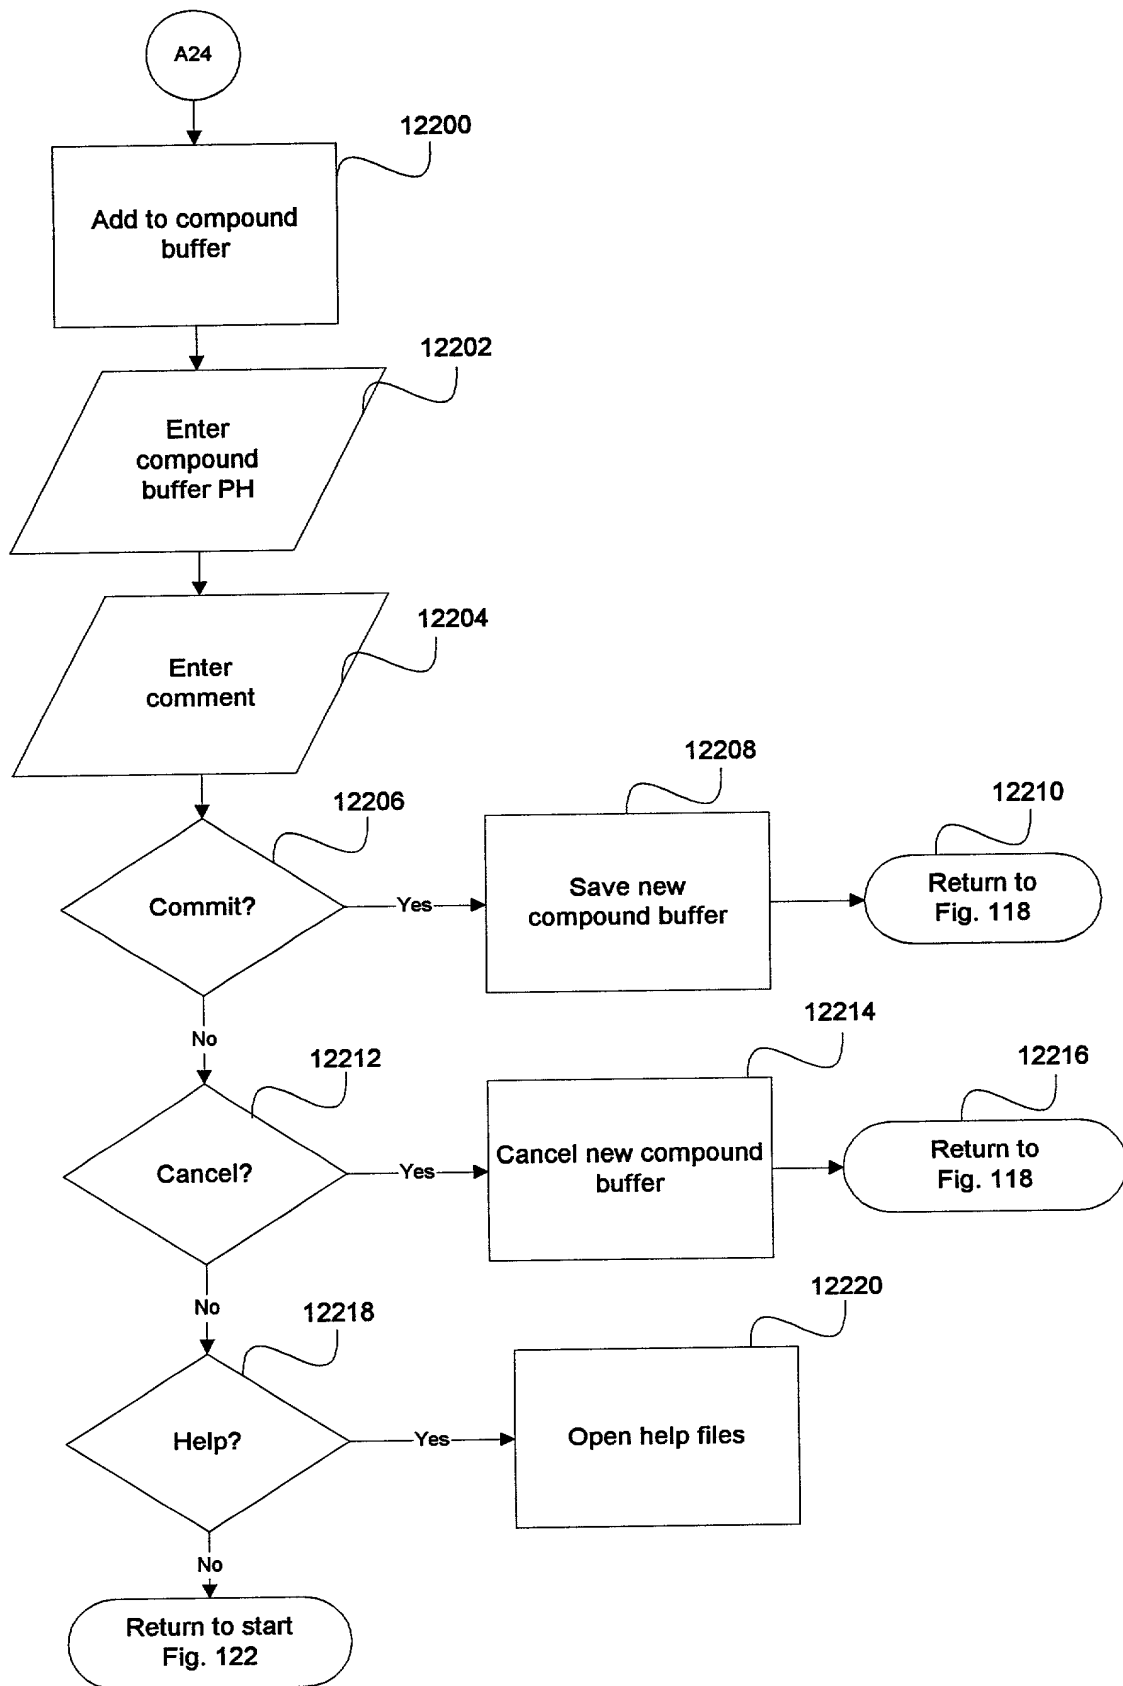 A24
12200
Add to compound
buffer
12202
Enter
compound
buffer PH
12204
Enter
comment
12206
Commit?
Yes
12208
Save new
compound buffer
12210
Return to
Fig. 118
No
12212
Cancel?
Yes
12214
Cancel new compound
buffer
12216
Return to
Fig. 118
No
12218
Help?
Yes
12220
Open help files
No
Return to start
Fig. 122